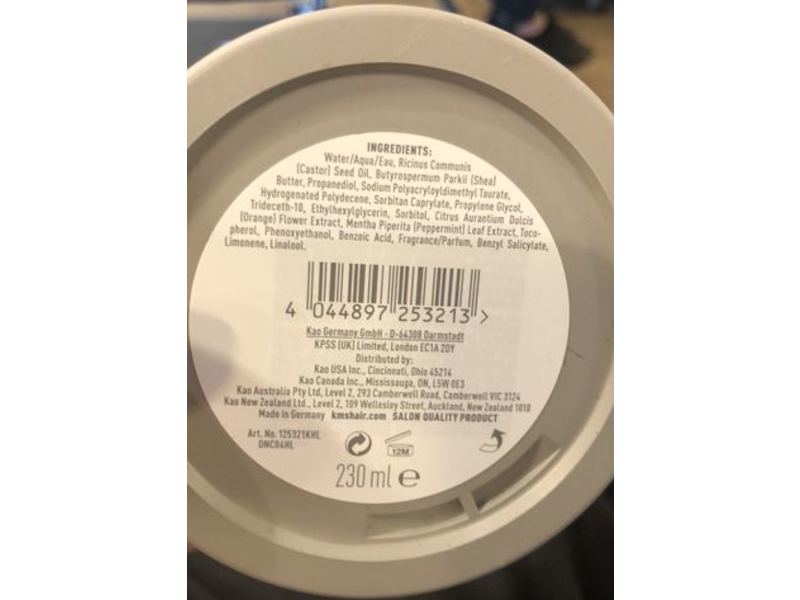 INGREDIENTS:
Water/Aqua/Eau, Ricinus Communis
(Castor) Seed Oil, Butyrospermum Parkii (Shea)
Butter, Propanediol, Sodium Polyacryloyldimethyl Taurate,
Hydrogenated Polydecene, Sorbitan Caprylate, Propylene Glycol,
Trideceth-10, Ethylhexylglycerin, Sorbitol, Citrus Aurantium Dulcis
(Orange) Flower Extract, Mentha Piperita (Peppermint) Leaf Extract, Toco-
pherol, Phenoxyethanol, Benzoic Acid, Fragrance/Parfum, Benzyl Salicylate,
Limonene, Linalool.
4 044897 253213 >
Kao Germany GmbH - D-64308 Darmstadt
KPSS (UK) Limited, London EC1A 2DY
Distributed by:
Kao USA Inc., Cincinnati, Ohio 45214
Kao Canada Inc., Mississauga, ON, L5W 0E3
Kao Australia Pty Ltd, Level 2, 293 Camberwell Road, Camberwell VIC 3124
Kao New Zealand Ltd., Level 2, 109 Wellesley Street, Auckland, New Zealand 1010
Made in Germany kmshair.com SALON QUALITY PRODUCT
Art. No. 125321KHL
DNC04HL
12M
230 ml e